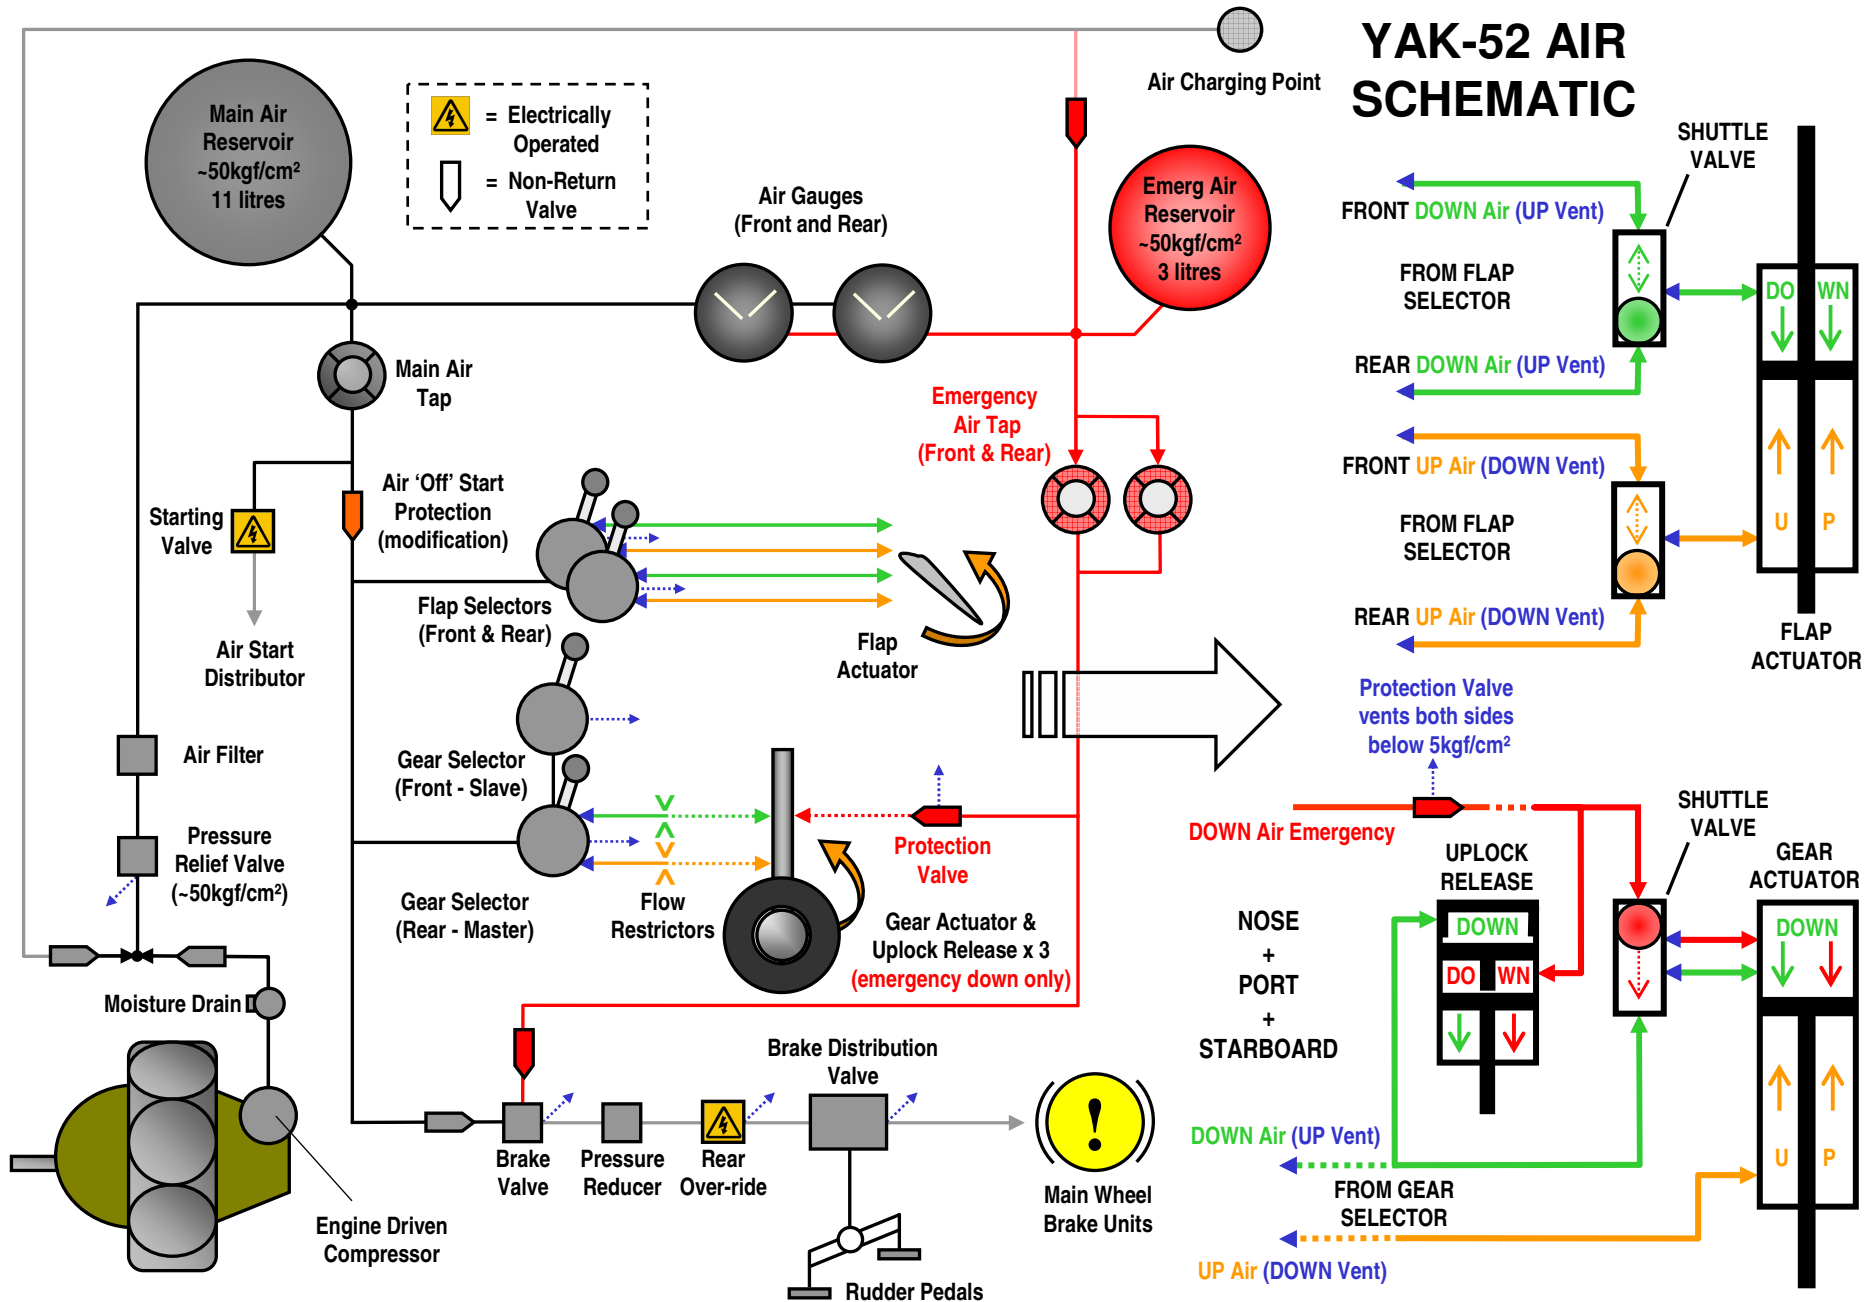 YAK-52 AIR
SCHEMATIC
Air Charging Point
Main Air
Reservoir
~50kgf/cm²
11 litres
= Electrically
Operated
= Non-Return
Valve
Air Gauges
(Front and Rear)
Emerg Air
Reservoir
~50kgf/cm²
3 litres
Main Air
Tap
Emergency
Air Tap
(Front & Rear)
Starting
Valve
Air ‘Off’ Start
Protection
(modification)
Air Start
Distributor
Flap Selectors
(Front & Rear)
Flap
Actuator
Air Filter
Gear Selector
(Front - Slave)
Pressure
Relief Valve
(~50kgf/cm²)
Gear Selector
(Rear - Master)
Flow
Restrictors
Protection
Valve
Gear Actuator &
Uplock Release x 3
(emergency down only)
Moisture Drain
Engine Driven
Compressor
Brake Distribution
Valve
Brake
Valve
Pressure
Reducer
Rear
Over-ride
!
Main Wheel
Brake Units
Rudder Pedals
SHUTTLE
VALVE
FRONT DOWN Air (UP Vent)
FROM FLAP
SELECTOR
REAR DOWN Air (UP Vent)
DO WN
FRONT UP Air (DOWN Vent)
FROM FLAP
SELECTOR
REAR UP Air (DOWN Vent)
U P
FLAP
ACTUATOR
Protection Valve
vents both sides
below 5kgf/cm²
DOWN Air Emergency
SHUTTLE
VALVE
UPLOCK
RELEASE
GEAR
ACTUATOR
NOSE
+
PORT
+
STARBOARD
DOWN
DO WN
DOWN
DOWN Air (UP Vent)
U P
FROM GEAR
SELECTOR
UP Air (DOWN Vent)